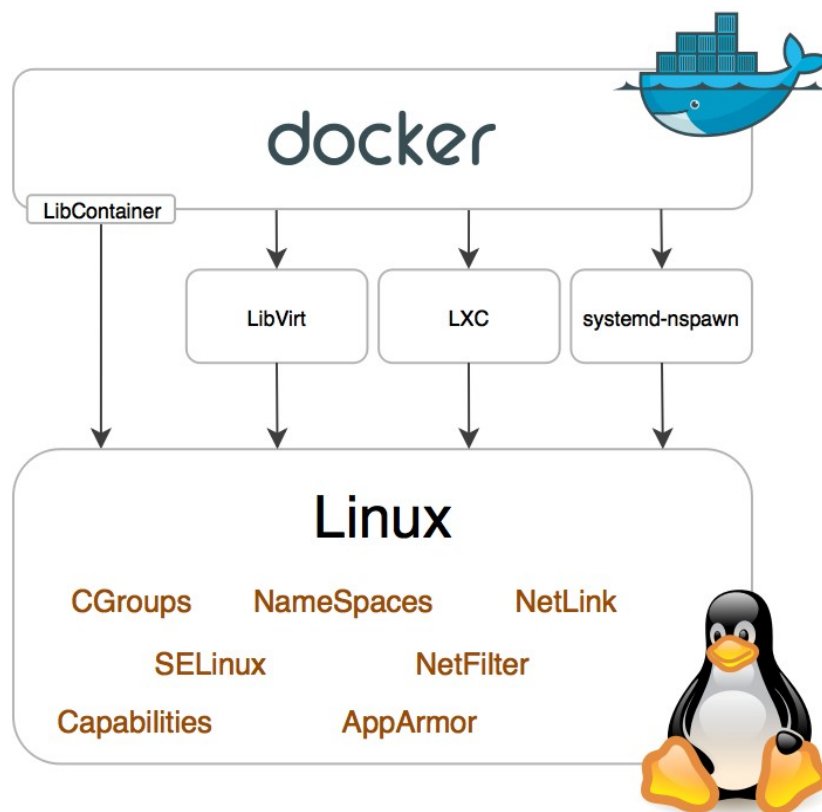 docker
LibContainer
LibVirt
LXC
systemd-nspawn
Linux
CGroups NameSpaces NetLink
SELinux NetFilter
Capabilities AppArmor